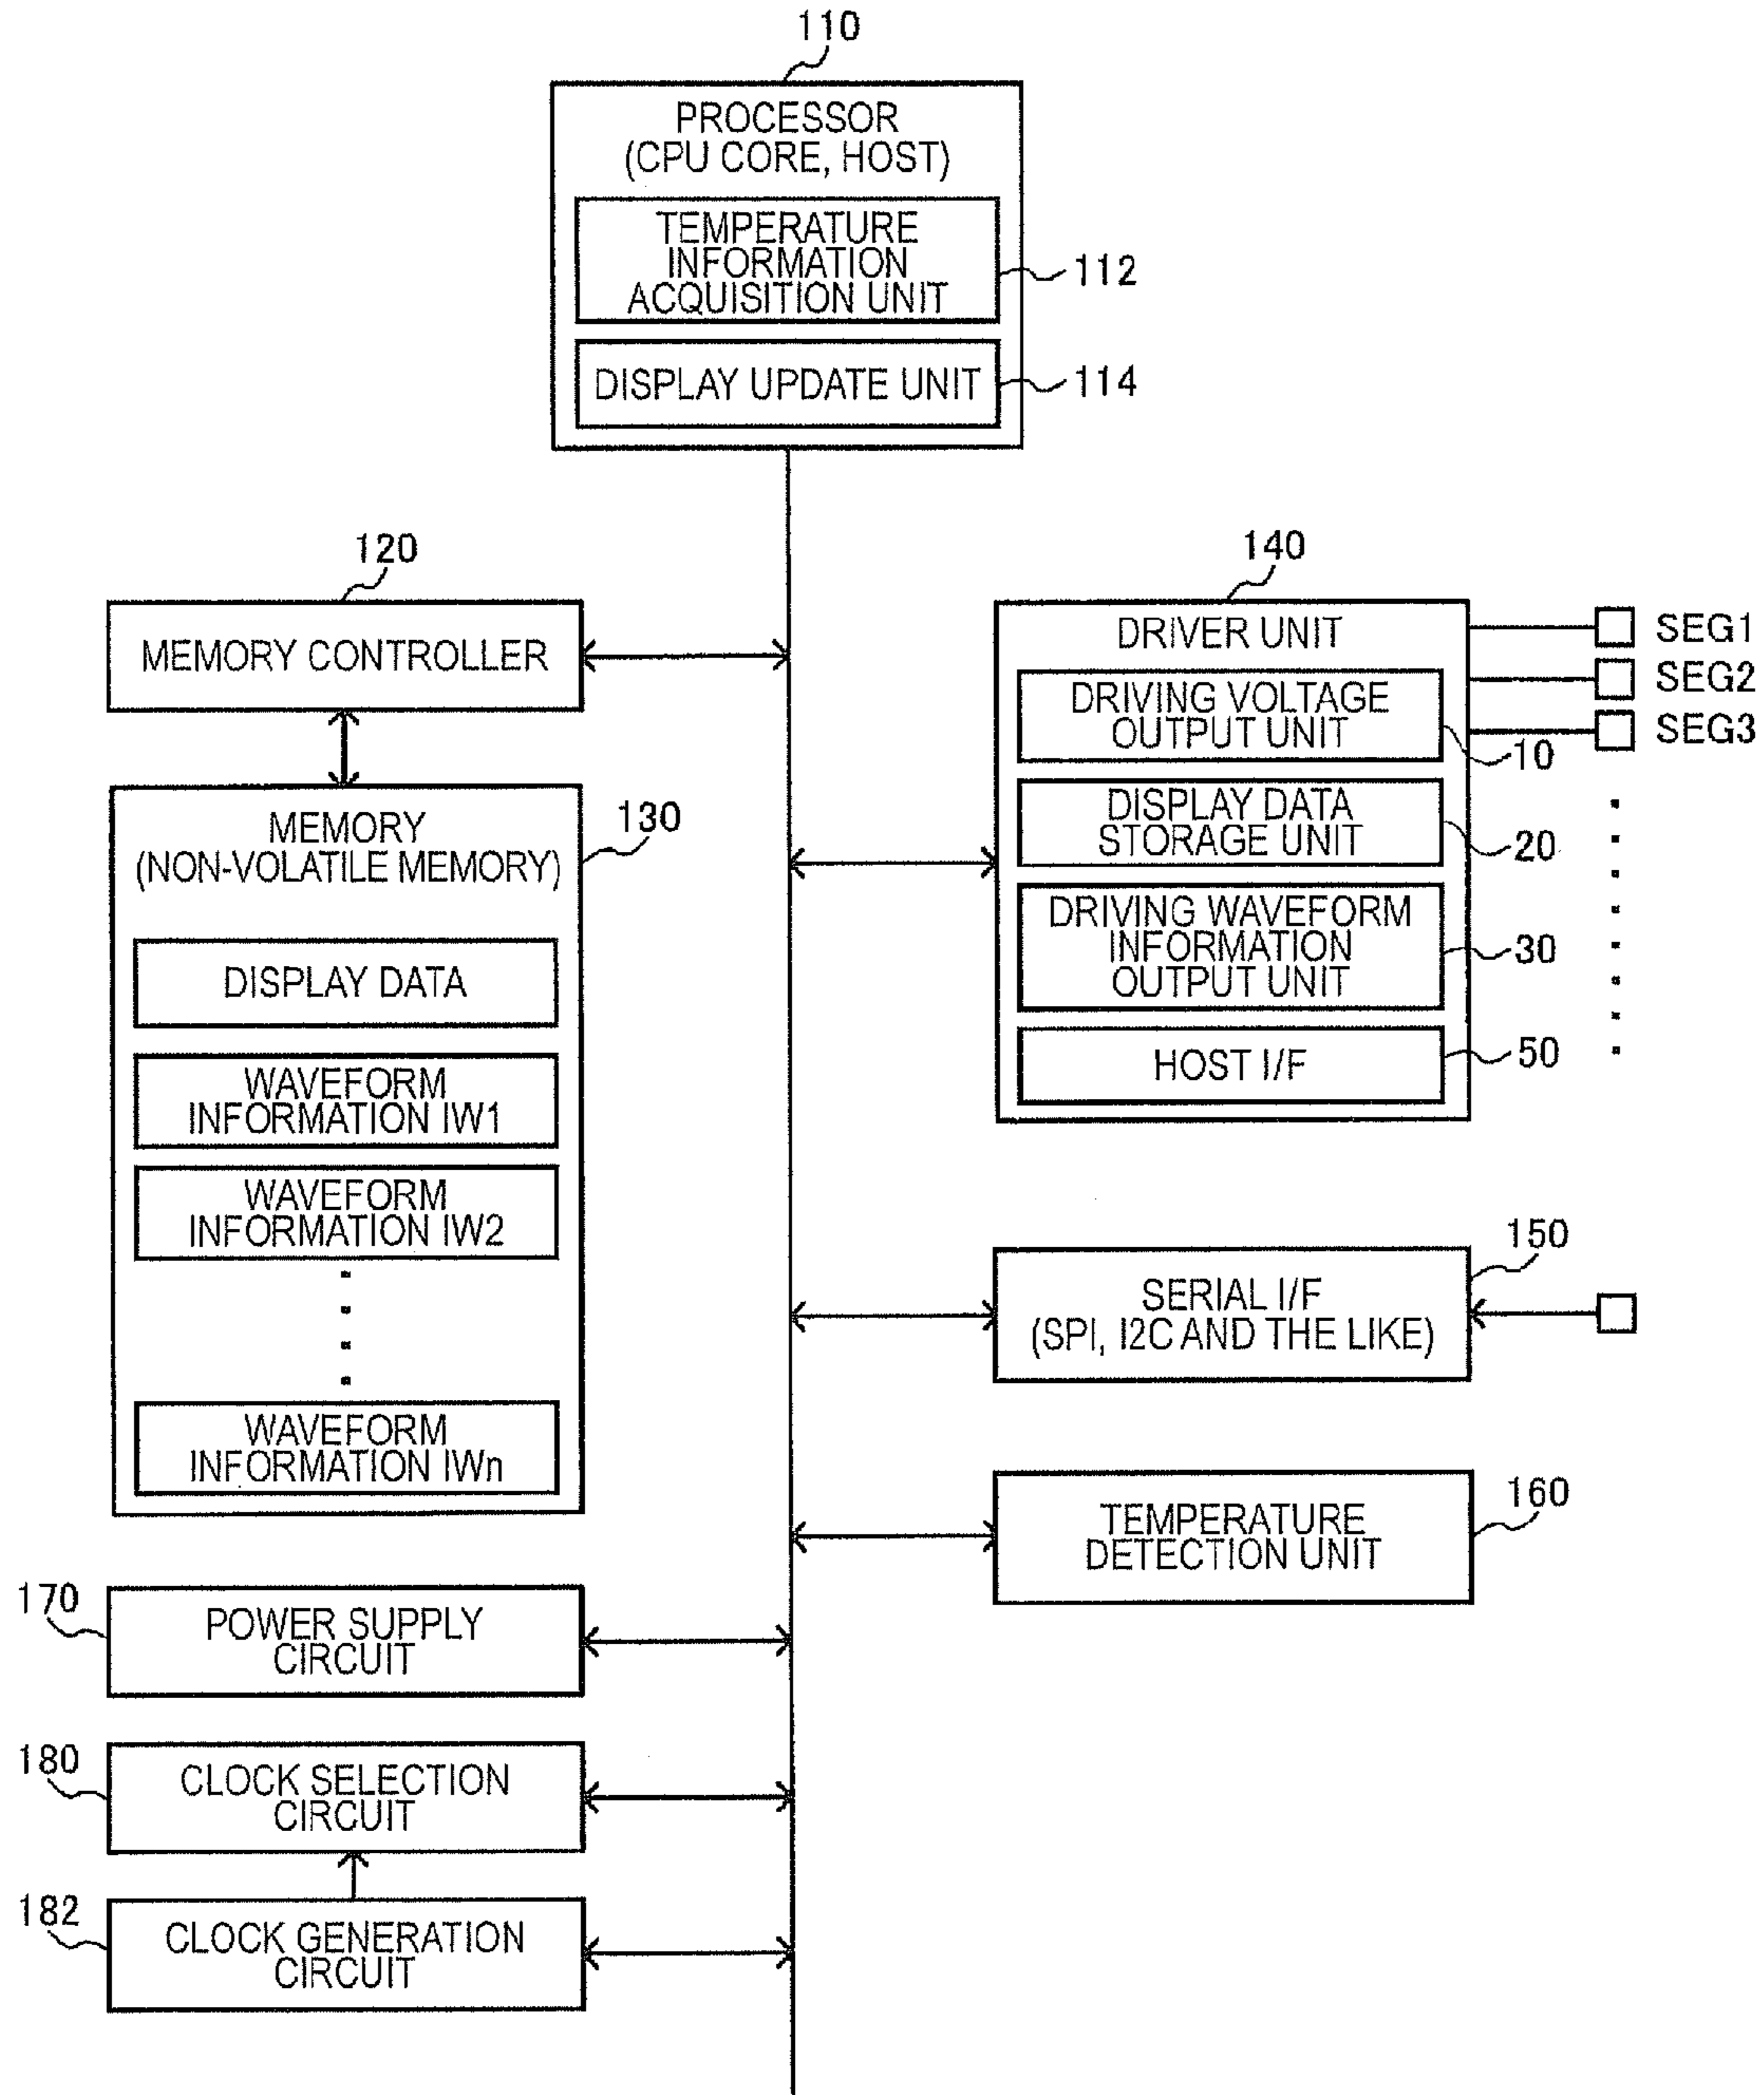 110
PROCESSOR
(CPU CORE, HOST)
TEMPERATURE
INFORMATION
ACQUISITION UNIT
112
DISPLAY UPDATE UNIT
114
120
MEMORY CONTROLLER
MEMORY
(NON-VOLATILE MEMORY)
130
DISPLAY DATA
WAVEFORM
INFORMATION IW1
WAVEFORM
INFORMATION IW2
WAVEFORM
INFORMATION IWn
170
POWER SUPPLY
CIRCUIT
180
CLOCK SELECTION
CIRCUIT
182
CLOCK GENERATION
CIRCUIT
140
DRIVER UNIT
SEG1
SEG2
SEG3
DRIVING VOLTAGE
OUTPUT UNIT
10
DISPLAY DATA
STORAGE UNIT
20
DRIVING WAVEFORM
INFORMATION
OUTPUT UNIT
30
HOST I/F
50
150
SERIAL I/F
(SPI, I2C AND THE LIKE)
160
TEMPERATURE
DETECTION UNIT